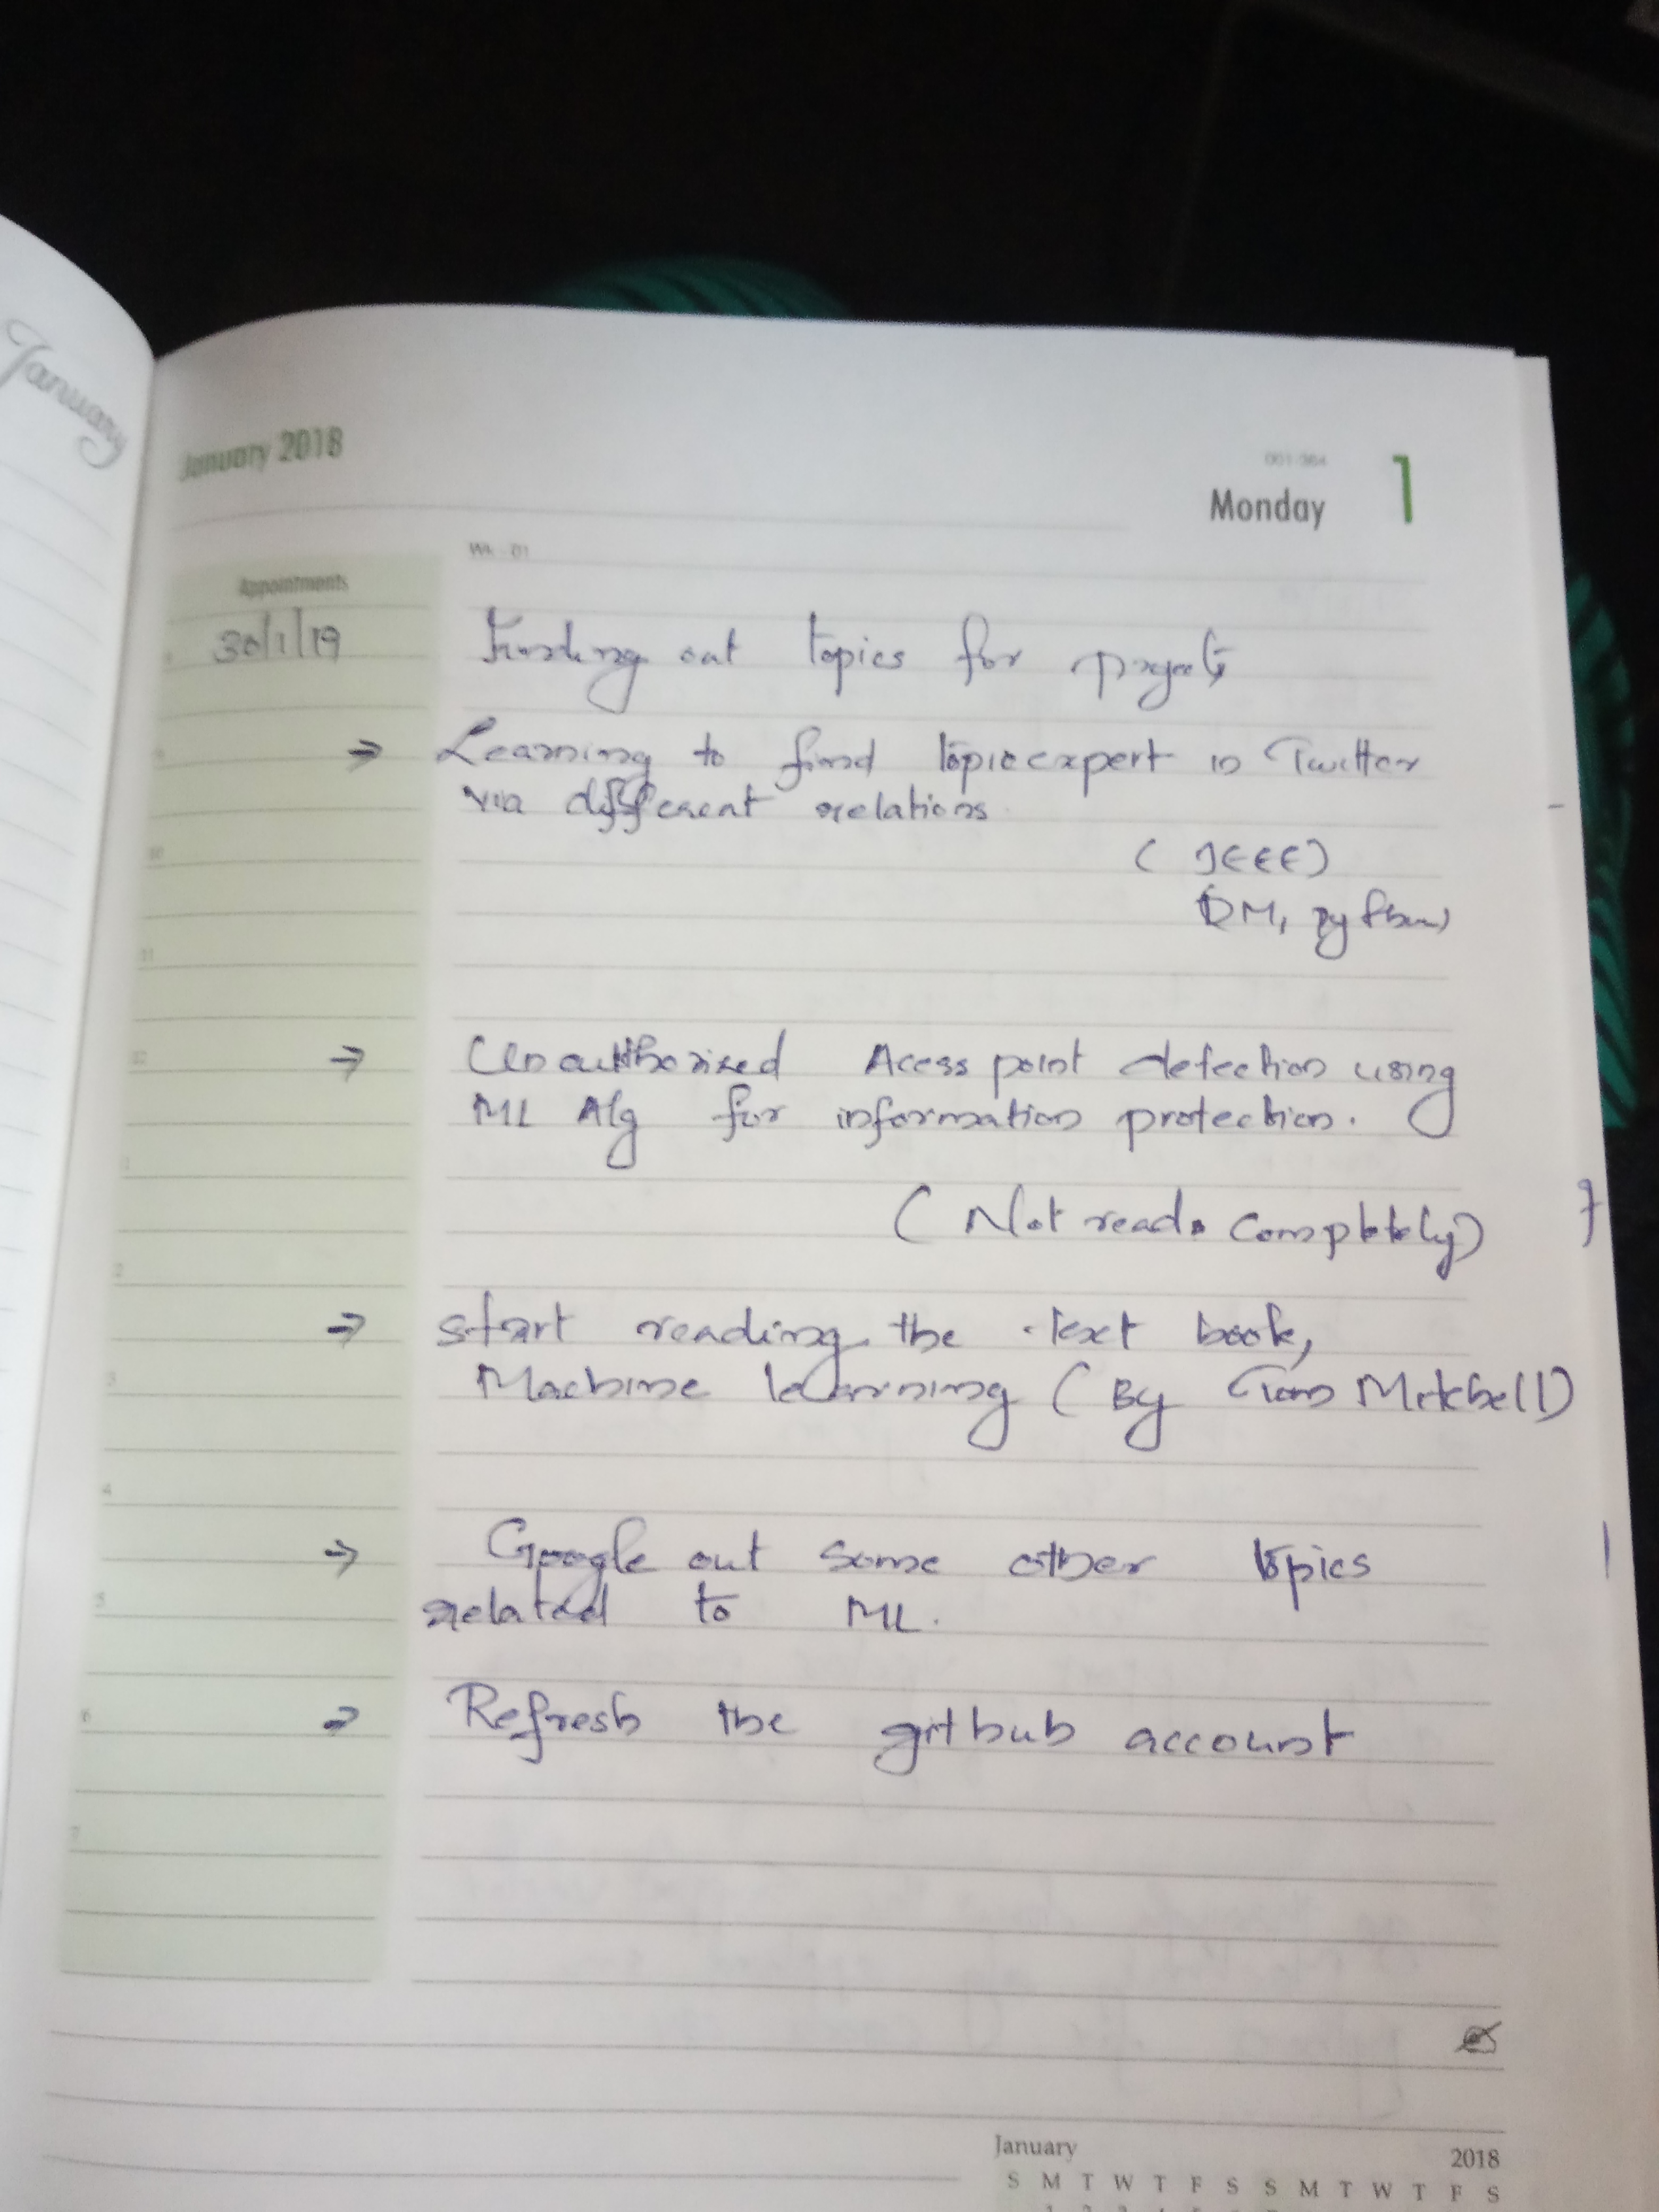 January
January 2018
001-364
Monday 1
Wk - 01
Appointments
30/1/19 Finding out topics for project
→ Learning to find topic expert in Twitter
via different relations.
( IEEE )
DM, python
→ Unauthorized Acess point detection using
ML Alg for information protection.
( Not read completely)
→ start reading the text book,
Machine learning ( By Tom Mitchell)
→ Google out some other topics
related to ML.
→ Refresh the github account
January 2018
S M T W T F S S M T W T F S